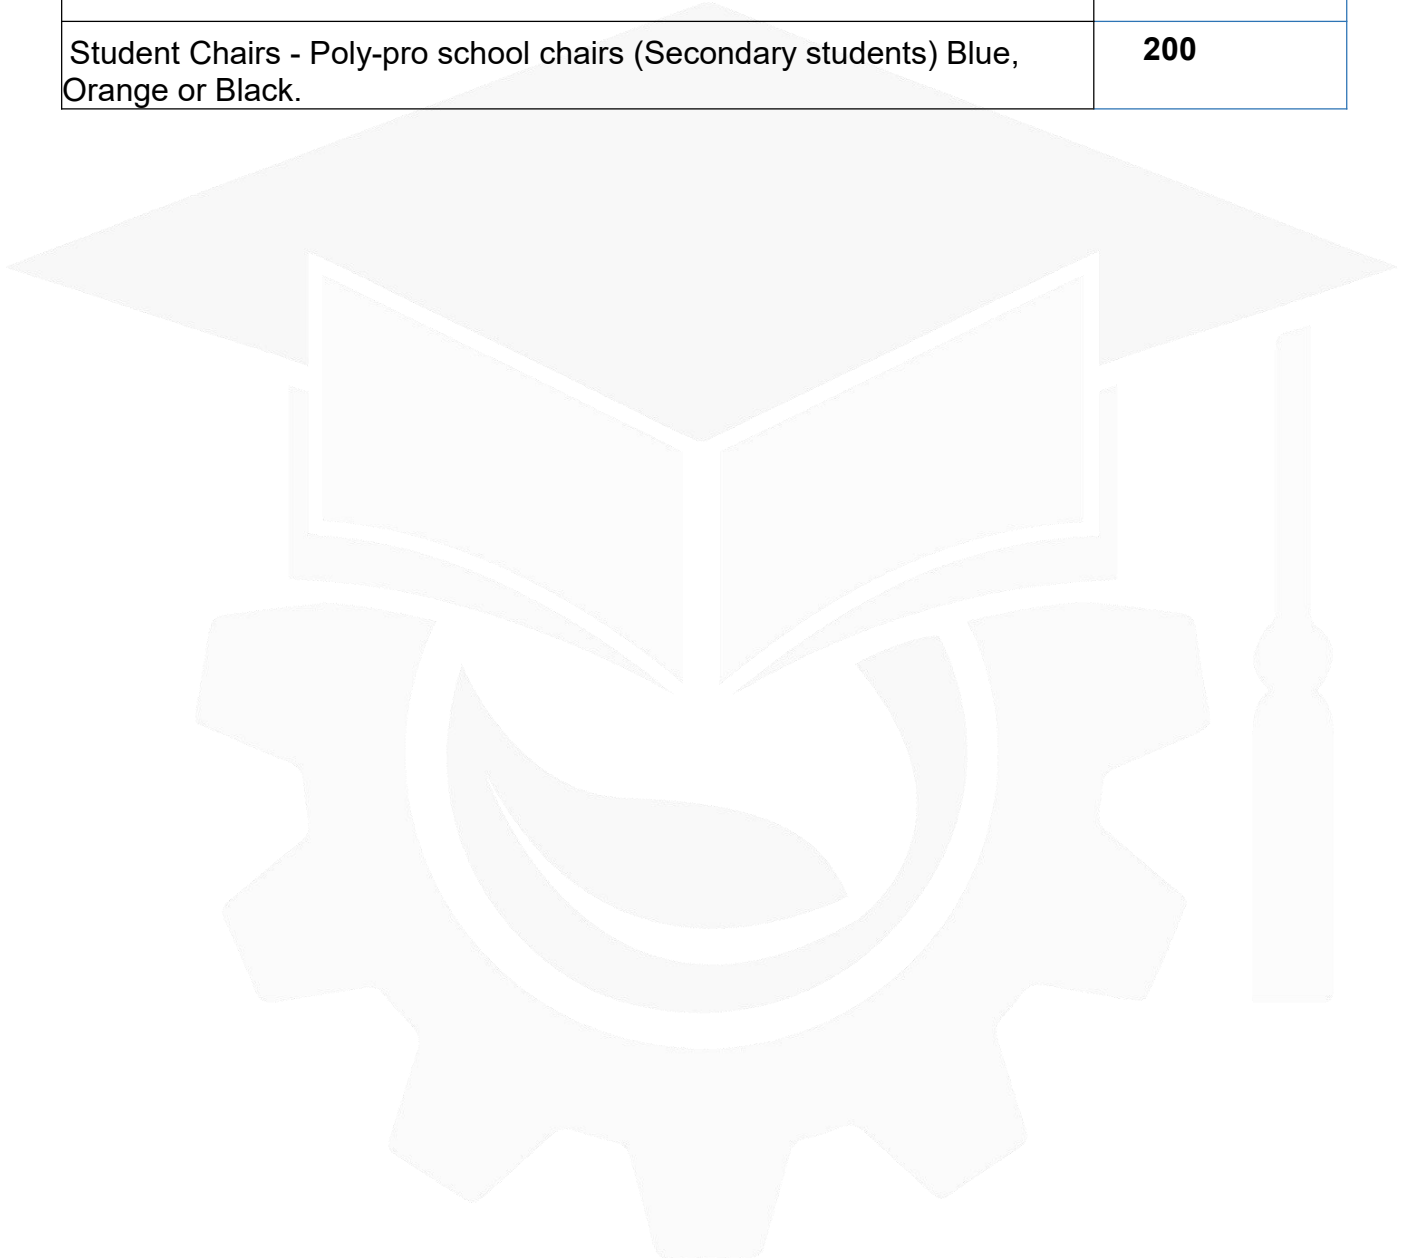 Student Chairs - Poly-pro school chairs (Secondary students) Blue, 200
Orange or Black.